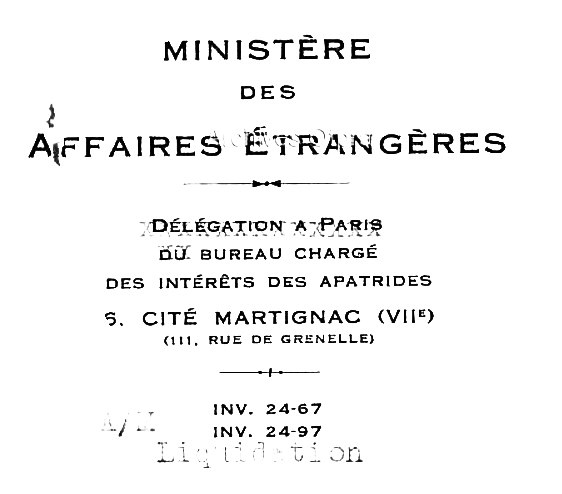 MINISTÈRE
DES
AFFAIRES ÉTRANGÈRES
DÉLÉGATION A PARIS
DU BUREAU CHARGÉ
DES INTÉRÊTS DES APATRIDES
5. CITÉ MARTIGNAC (VIIᴱ)
(111, RUE DE GRENELLE)
INV. 24-67
A/M
INV. 24-97
Liquidation